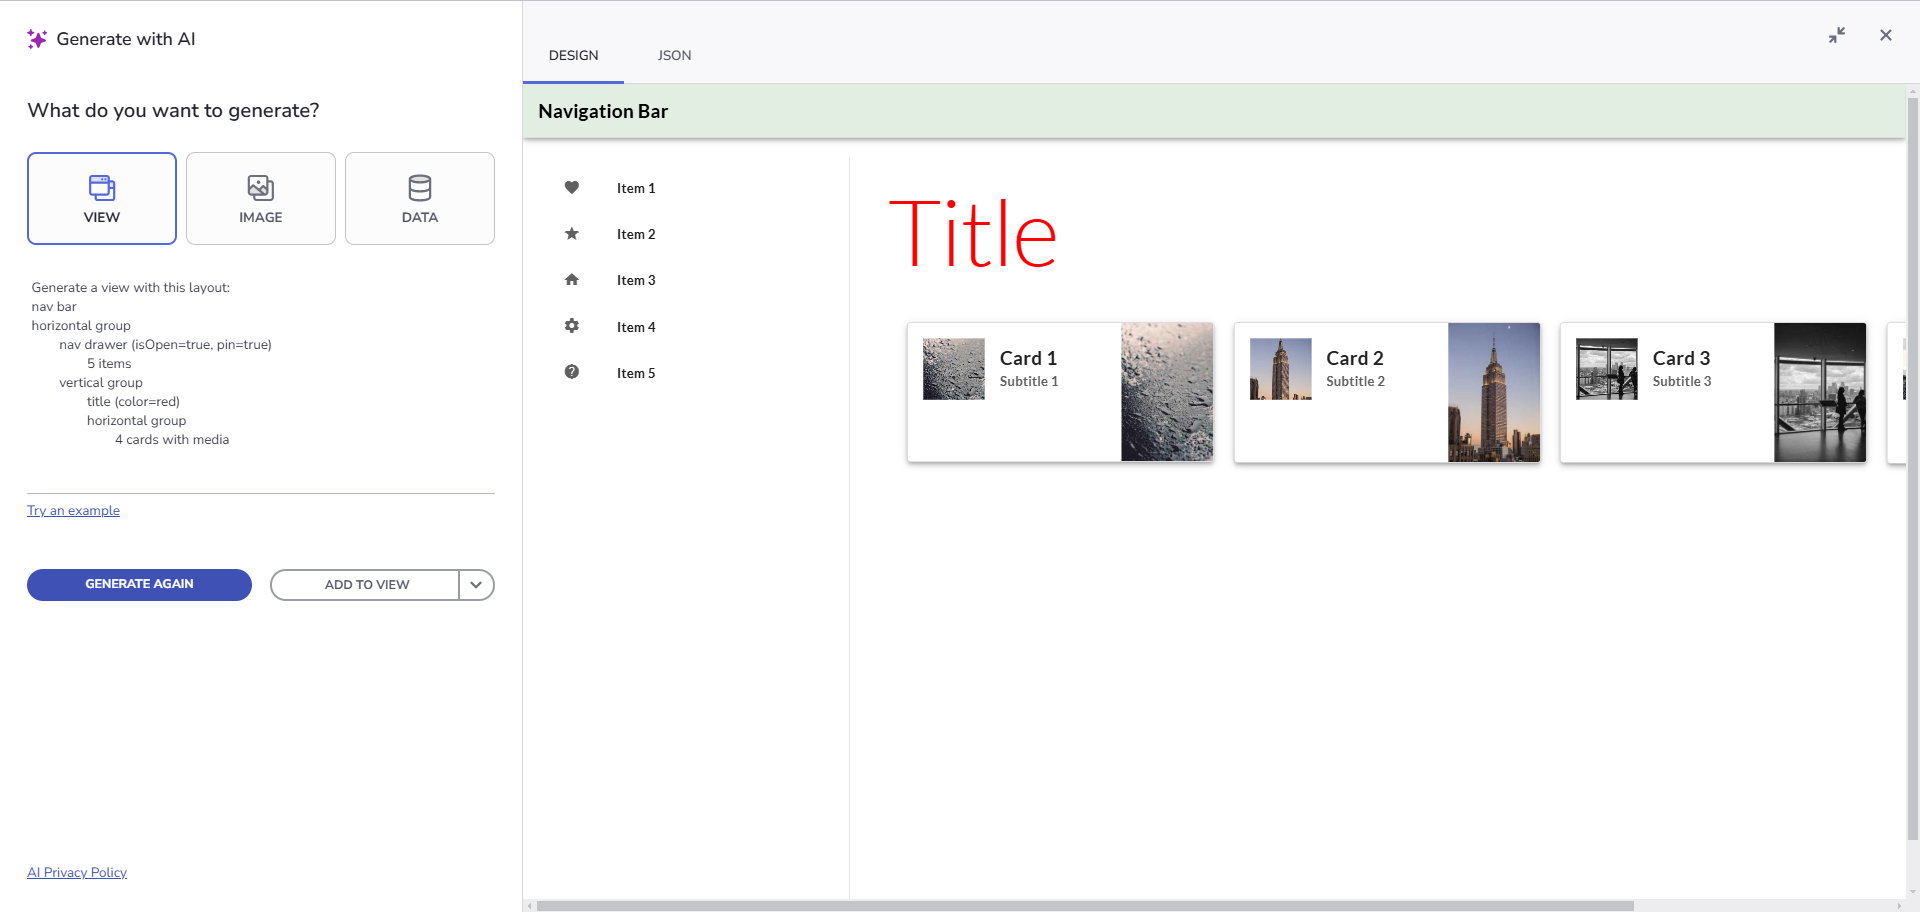 Generate with AI
What do you want to generate?
VIEW
IMAGE
DATA
Generate a view with this layout:
nav bar
horizontal group
nav drawer (isOpen=true, pin=true)
5 items
vertical group
title (color=red)
horizontal group
4 cards with media
Try an example
GENERATE AGAIN
ADD TO VIEW
AI Privacy Policy
DESIGN
JSON
Navigation Bar
Item 1
Item 2
Item 3
Item 4
Item 5
Title
Card 1
Subtitle 1
Card 2
Subtitle 2
Card 3
Subtitle 3